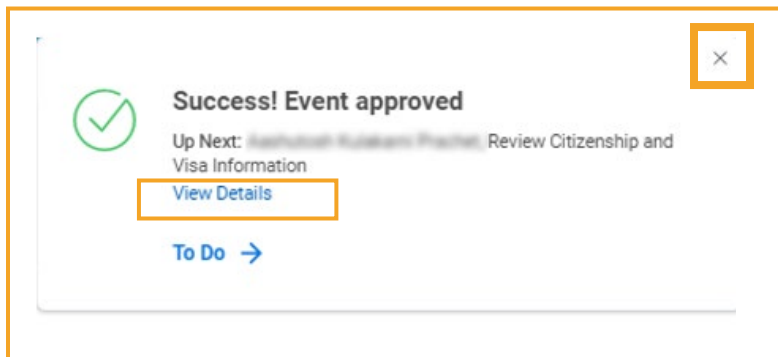 Success! Event approved
Up Next: Review Citizenship and
Visa Information
View Details
To Do